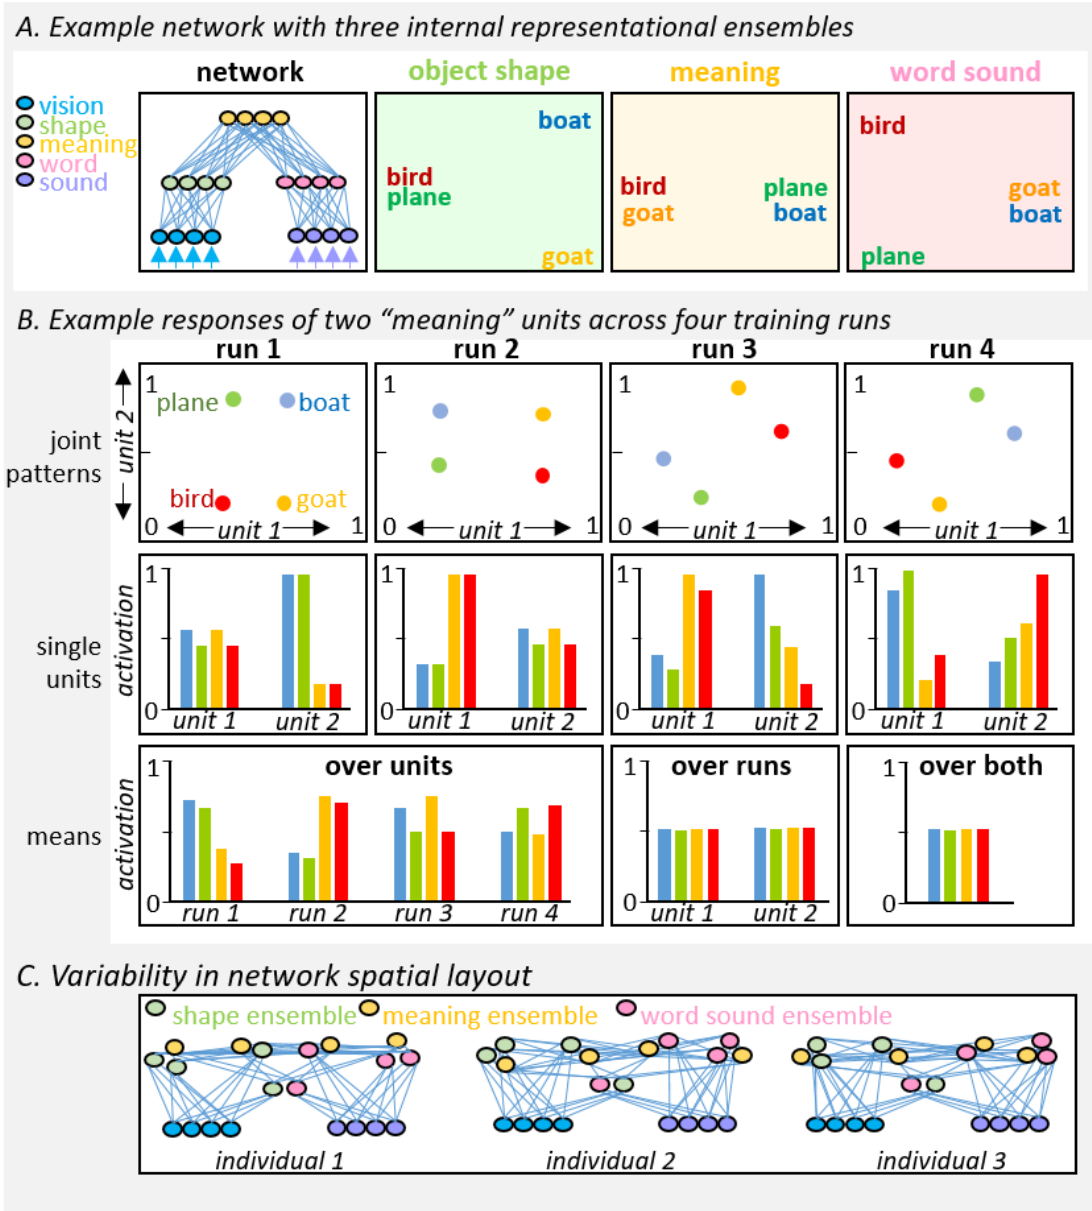 A. Example network with three internal representational ensembles
network
object shape
meaning
word sound
vision
shape
meaning
word
sound
boat
bird
plane
goat
bird
goat
plane
boat
bird
goat
boat
plane
B. Example responses of two “meaning” units across four training runs
run 1
run 2
run 3
run 4
joint
patterns
unit 2
1
plane
boat
bird
goat
0
unit 1
1
1
0
unit 1
1
1
0
unit 1
1
1
0
unit 1
1
single
units
activation
1
0
unit 1
unit 2
1
0
unit 1
unit 2
1
0
unit 1
unit 2
1
0
unit 1
unit 2
means
activation
over units
1
0
run 1
run 2
run 3
run 4
over runs
1
0
unit 1
unit 2
over both
1
0
C. Variability in network spatial layout
shape ensemble
meaning ensemble
word sound ensemble
individual 1
individual 2
individual 3